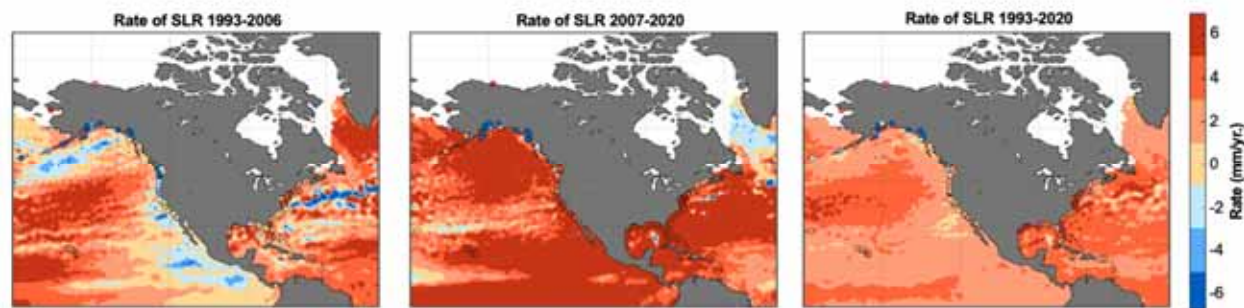 Rate of SLR 1993-2006
Rate of SLR 2007-2020
Rate of SLR 1993-2020
6
4
2
0
-2
-4
-6
Rate (mm/yr.)